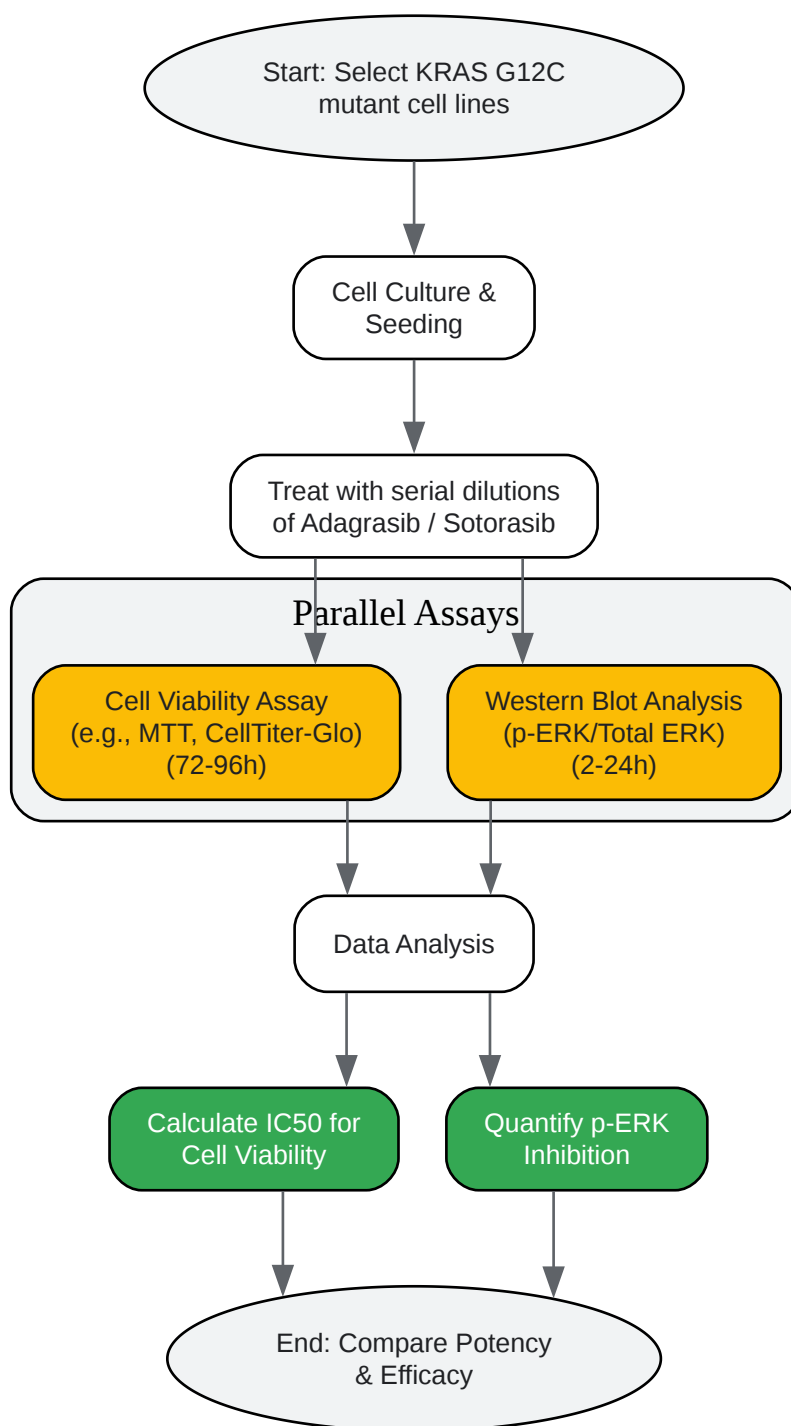 Start: Select KRAS G12C
mutant cell lines
Cell Culture &
Seeding
Treat with serial dilutions
of Adagrasib / Sotorasib
Parallel Assays
Cell Viability Assay
(e.g., MTT, CellTiter-Glo)
(72-96h)
Western Blot Analysis
(p-ERK/Total ERK)
(2-24h)
Data Analysis
Calculate IC50 for
Cell Viability
Quantify p-ERK
Inhibition
End: Compare Potency
& Efficacy